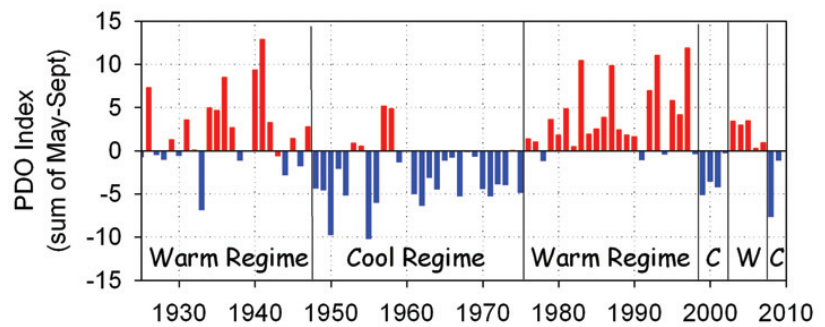 PDO Index
(sum of May-Sept)
15
10
5
0
-5
-10
-15
Warm Regime
Cool Regime
Warm Regime
C
W
C
1930 1940 1950 1960 1970 1980 1990 2000 2010